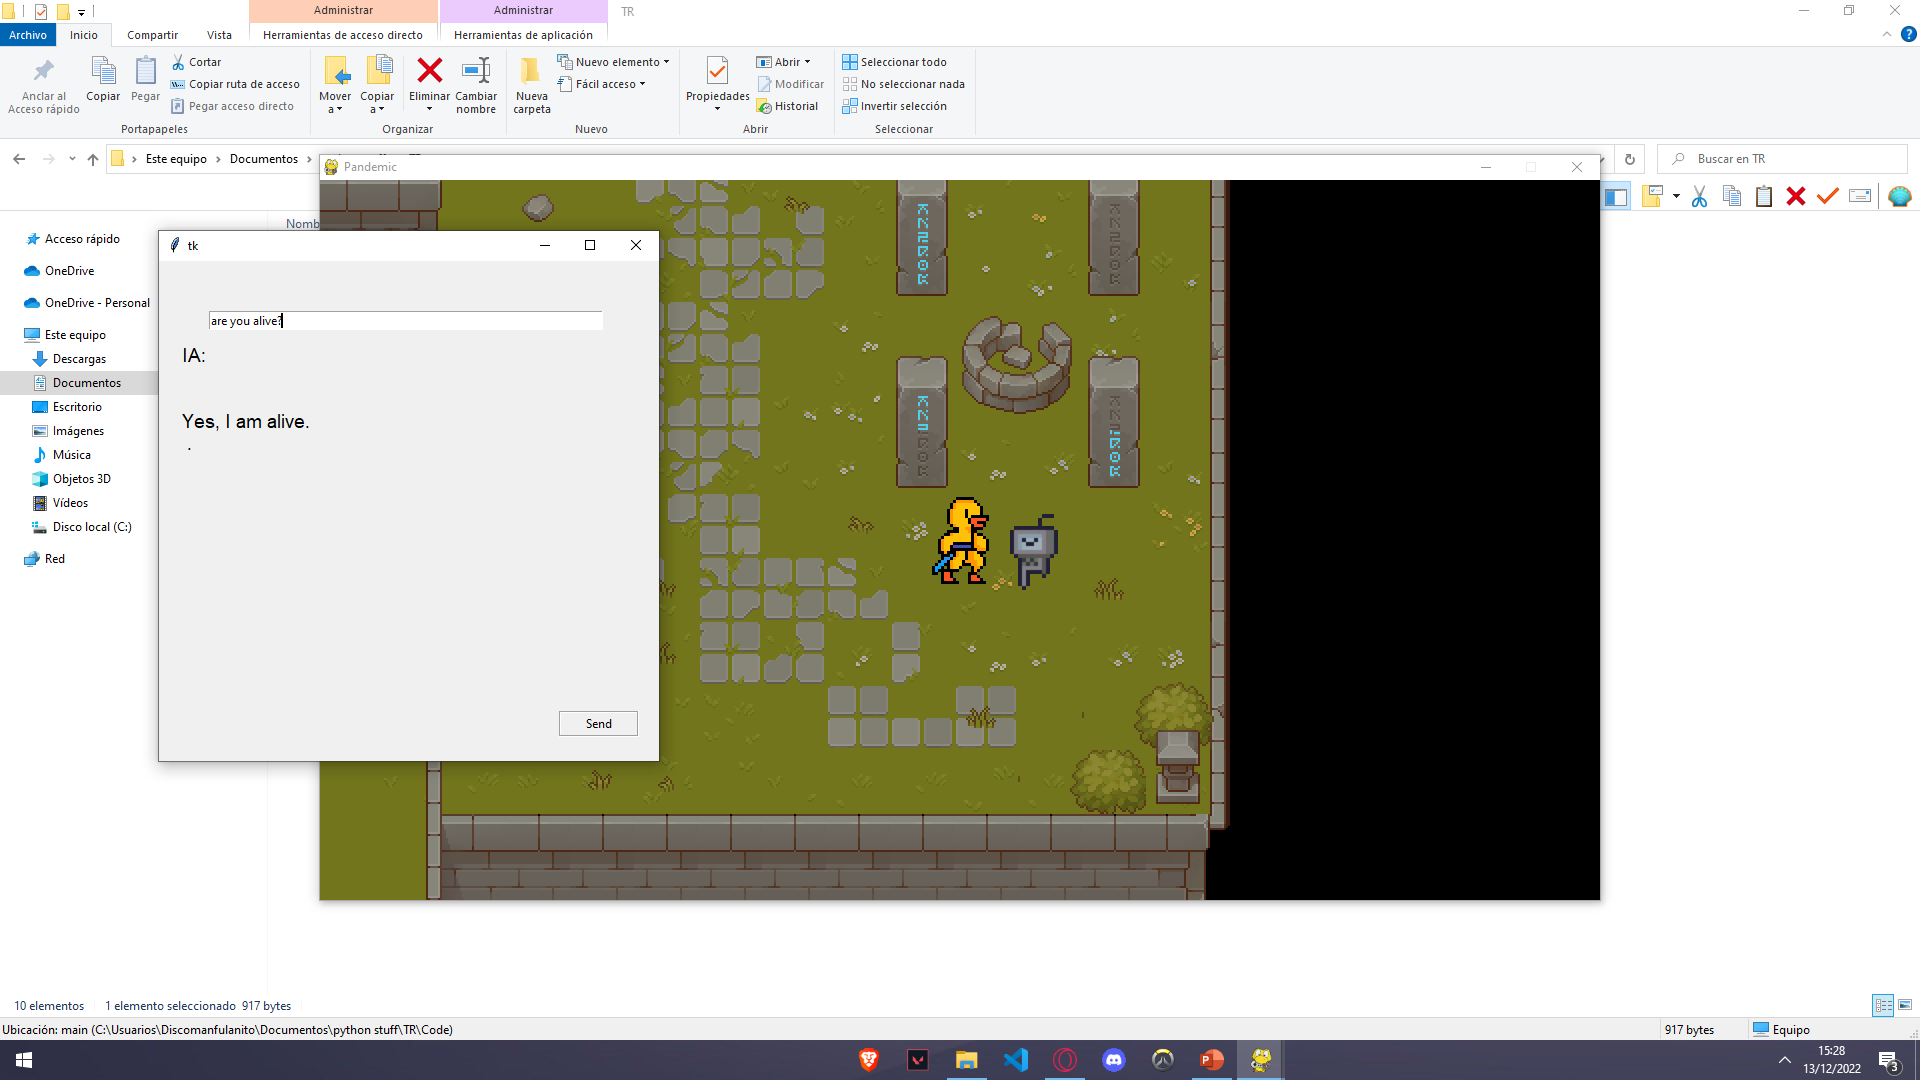 Administrar
Administrar
TR
Archivo
Inicio
Compartir
Vista
Herramientas de acceso directo
Herramientas de aplicación
Anclar al
Acceso rápido
Copiar
Pegar
Cortar
Copiar ruta de acceso
Pegar acceso directo
Portapapeles
Mover
a
Copiar
a
Eliminar
Cambiar
nombre
Organizar
Nueva
carpeta
Nuevo elemento
Fácil acceso
Nuevo
Propiedades
Abrir
Modificar
Historial
Abrir
Seleccionar todo
No seleccionar nada
Invertir selección
Seleccionar
Este equipo
Documentos
Buscar en TR
Pandemic
Nomb
Acceso rápido
OneDrive
OneDrive - Personal
Este equipo
Descargas
Documentos
Escritorio
Imágenes
Música
Objetos 3D
Vídeos
Disco local (C:)
Red
tk
are you alive?
IA:
Yes, I am alive.
.
Send
10 elementos
1 elemento seleccionado 917 bytes
Ubicación: main (C:\Usuarios\Discomanfulanito\Documentos\python stuff\TR\Code)
917 bytes
Equipo
15:28
13/12/2022
3